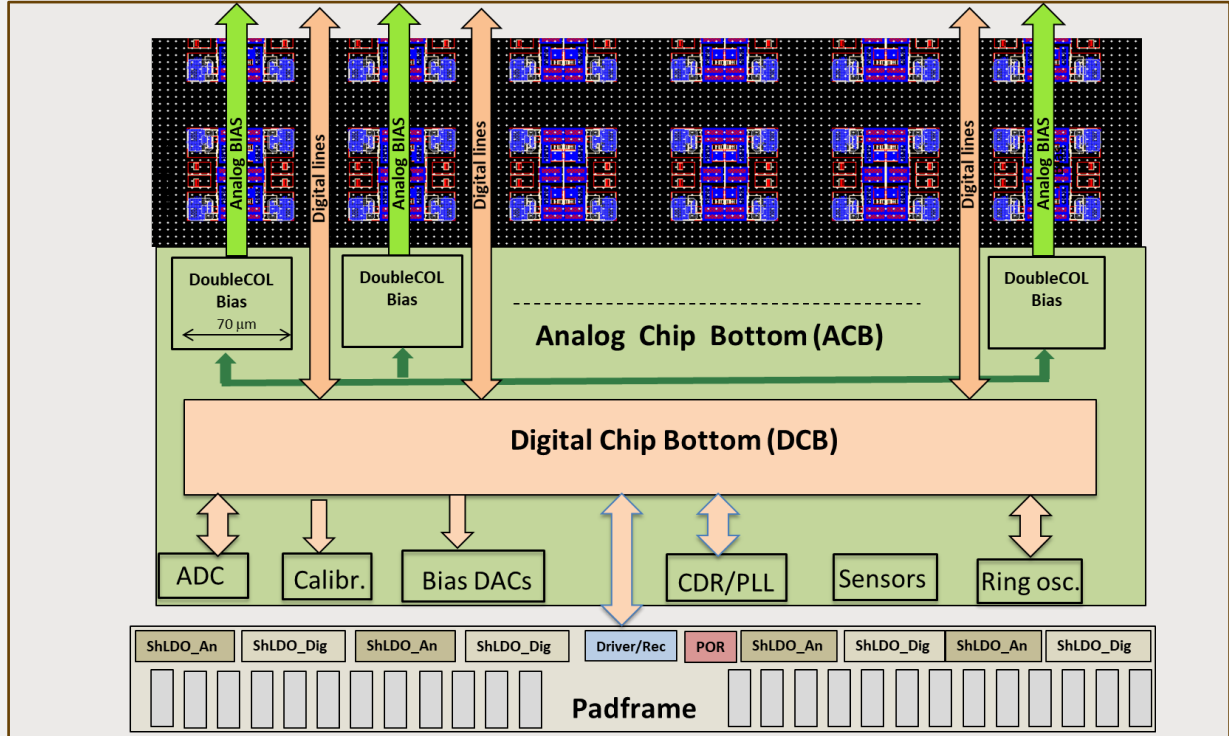 Analog BIAS
Digital lines
Analog BIAS
Digital lines
Digital lines
Analog BIAS
DoubleCOL
Bias
70 μm
DoubleCOL
Bias
DoubleCOL
Bias
Analog Chip Bottom (ACB)
Digital Chip Bottom (DCB)
ADC
Calibr.
Bias DACs
CDR/PLL
Sensors
Ring osc.
ShLDO_An
ShLDO_Dig
ShLDO_An
ShLDO_Dig
Driver/Rec
POR
ShLDO_An
ShLDO_Dig
ShLDO_An
ShLDO_Dig
Padframe